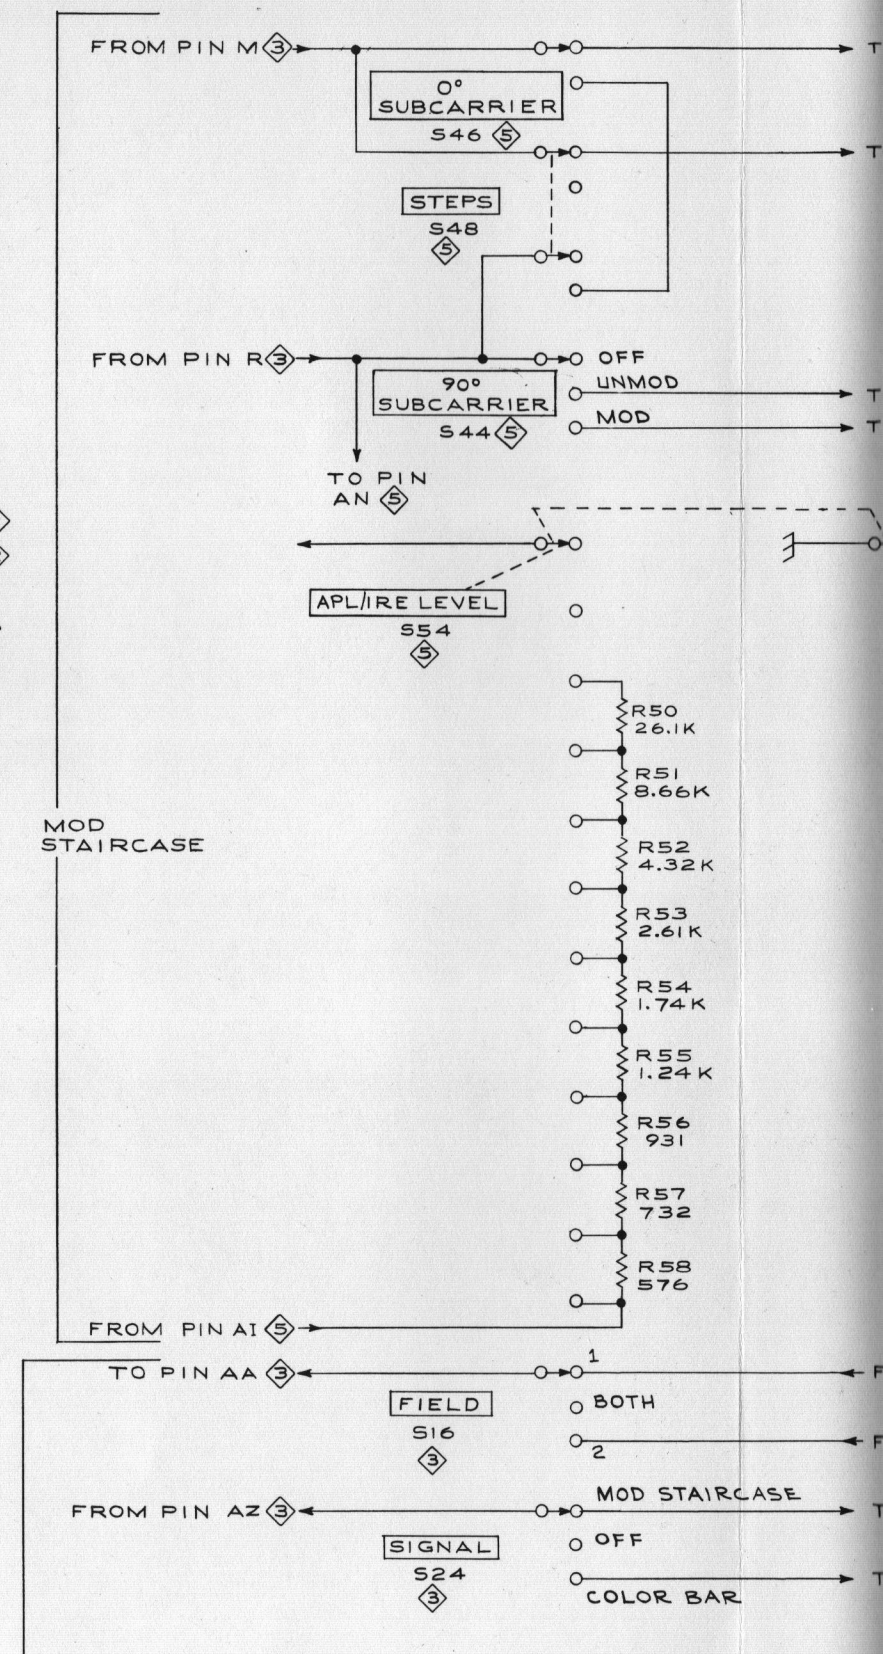 FROM PIN M 3
T
0°
SUBCARRIER
S46 5
T
STEPS
S48
5
FROM PIN R 3
OFF
90°
SUBCARRIER
S44 5
UNMOD
T
MOD
T
TO PIN
AN 5
APL/IRE LEVEL
S54
5
R50
26.1K
R51
8.66K
MOD
STAIRCASE
R52
4.32K
R53
2.61K
R54
1.74K
R55
1.24K
R56
931
R57
732
R58
576
FROM PIN AI 5
TO PIN AA 3
1
F
FIELD
S16
3
BOTH
2
F
FROM PIN AZ 3
MOD STAIRCASE
T
SIGNAL
S24
3
OFF
COLOR BAR
T